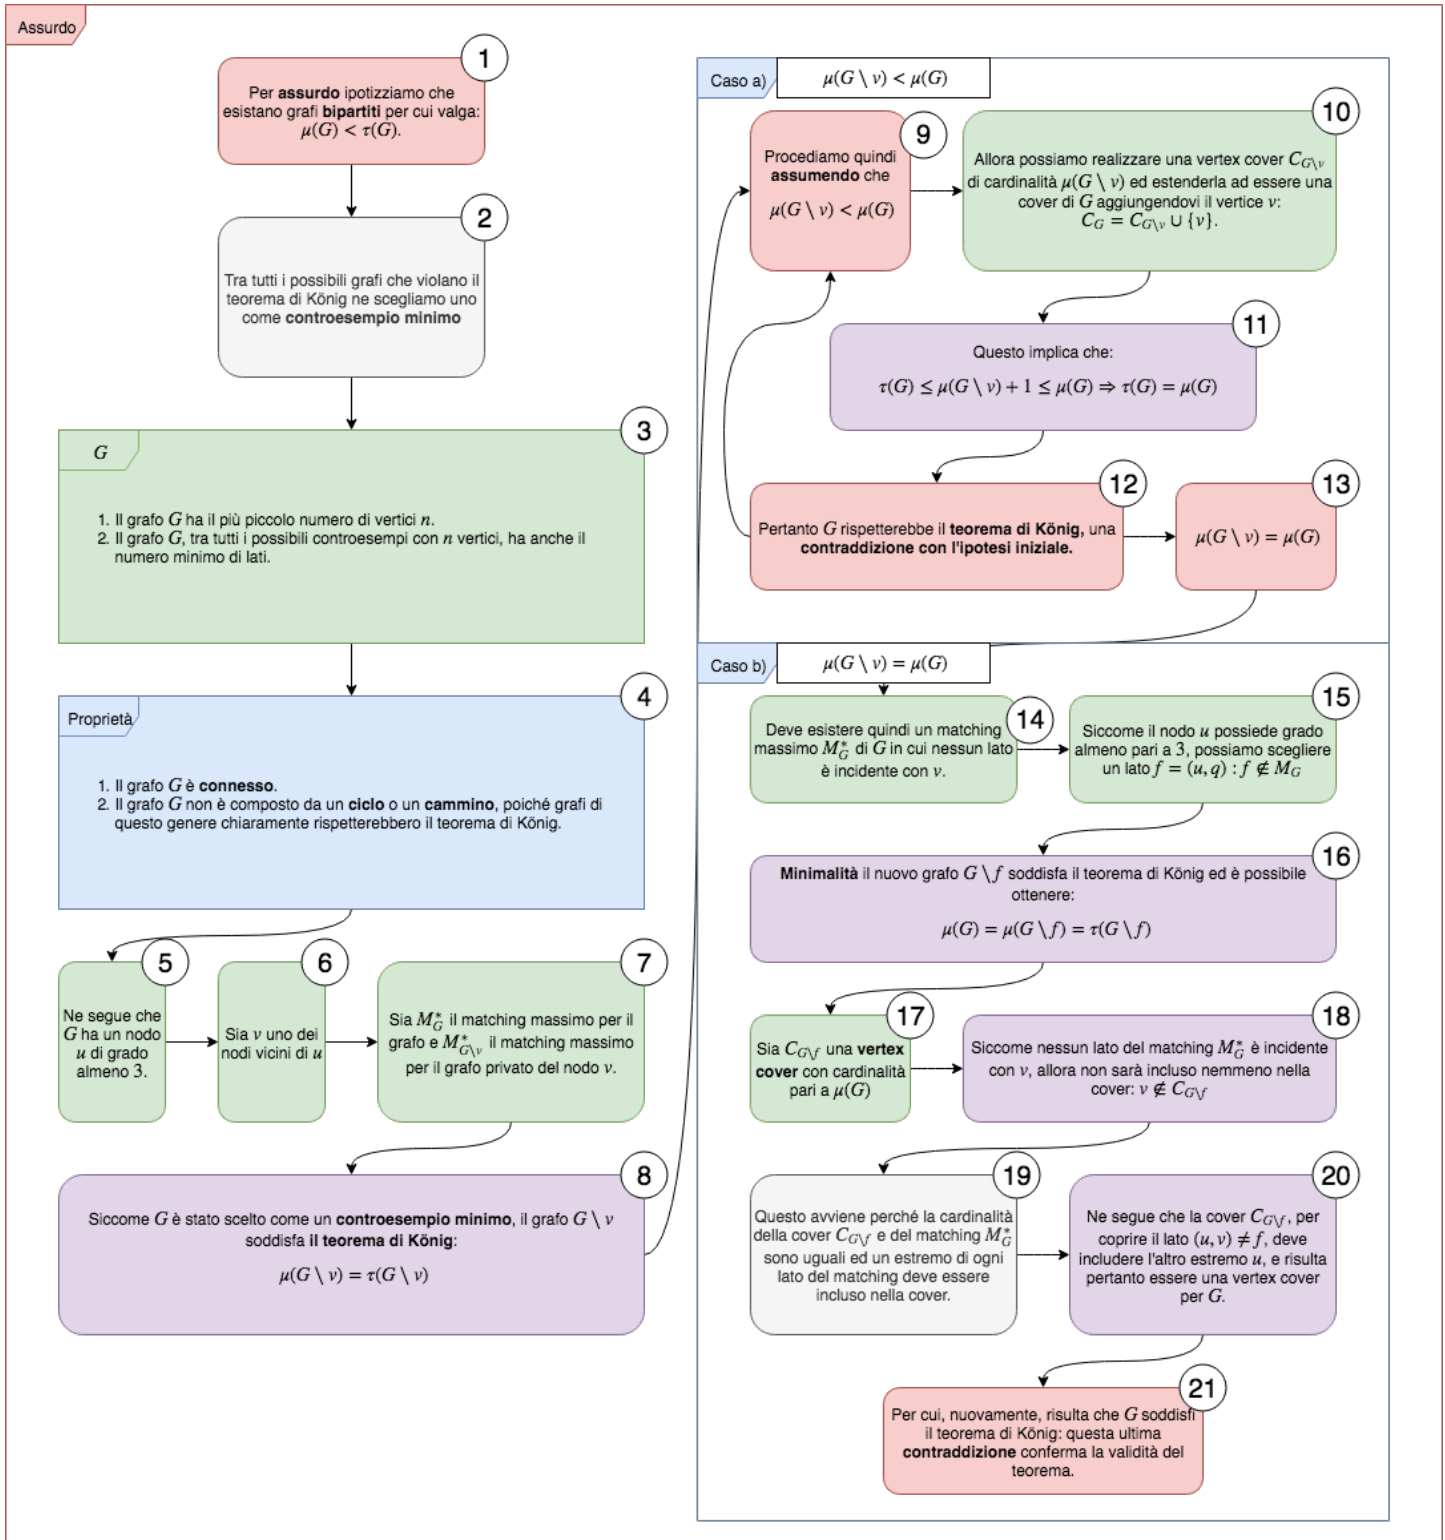 Assurdo
1
Per assurdo ipotizziamo che
esistano grafi bipartiti per cui valga:
μ(G) < τ(G).
2
Tra tutti i possibili grafi che violano il
teorema di König ne scegliamo uno
come controesempio minimo
3
G
1. Il grafo G ha il più piccolo numero di vertici n.
2. Il grafo G, tra tutti i possibili controesempi con n vertici, ha anche il
numero minimo di lati.
4
Proprietà
1. Il grafo G è connesso.
2. Il grafo G non è composto da un ciclo o un cammino, poiché grafi di
questo genere chiaramente rispetterebbero il teorema di König.
5
Ne segue che
G ha un nodo
u di grado
almeno 3.
6
Sia v uno dei
nodi vicini di u
7
Sia M*_G il matching massimo per il
grafo e M*_{G\v} il matching massimo
per il grafo privato del nodo v.
8
Siccome G è stato scelto come un controesempio minimo, il grafo G \ v
soddisfa il teorema di König:
μ(G \ v) = τ(G \ v)
Caso a)
μ(G \ v) < μ(G)
9
Procediamo quindi
assumendo che
μ(G \ v) < μ(G)
10
Allora possiamo realizzare una vertex cover C_{G\v}
di cardinalità μ(G \ v) ed estenderla ad essere una
cover di G aggiungendovi il vertice v:
C_G = C_{G\v} ∪ {v}.
11
Questo implica che:
τ(G) ≤ μ(G \ v) + 1 ≤ μ(G) ⇒ τ(G) = μ(G)
12
Pertanto G rispetterebbe il teorema di König, una
contraddizione con l'ipotesi iniziale.
13
μ(G \ v) = μ(G)
Caso b)
μ(G \ v) = μ(G)
14
Deve esistere quindi un matching
massimo M*_G di G in cui nessun lato
è incidente con v.
15
Siccome il nodo u possiede grado
almeno pari a 3, possiamo scegliere
un lato f = (u, q) : f ∉ M_G
16
Minimalità il nuovo grafo G \ f soddisfa il teorema di König ed è possibile
ottenere:
μ(G) = μ(G \ f) = τ(G \ f)
17
Sia C_{G\f} una vertex
cover con cardinalità
pari a μ(G)
18
Siccome nessun lato del matching M*_G è incidente
con v, allora non sarà incluso nemmeno nella
cover: v ∉ C_{G\f}
19
Questo avviene perché la cardinalità
della cover C_{G\f} e del matching M*_G
sono uguali ed un estremo di ogni
lato del matching deve essere
incluso nella cover.
20
Ne segue che la cover C_{G\f}, per
coprire il lato (u, v) ≠ f, deve
includere l'altro estremo u, e risulta
pertanto essere una vertex cover
per G.
21
Per cui, nuovamente, risulta che G soddisfi
il teorema di König: questa ultima
contraddizione conferma la validità del
teorema.